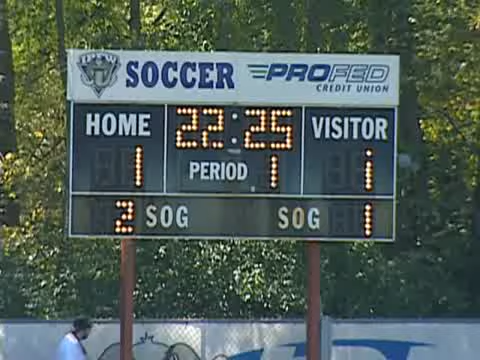 SOCCER PROFED
CREDIT UNION
HOME 22:25 VISITOR
1 PERIOD 1 1
2 SOG SOG 1